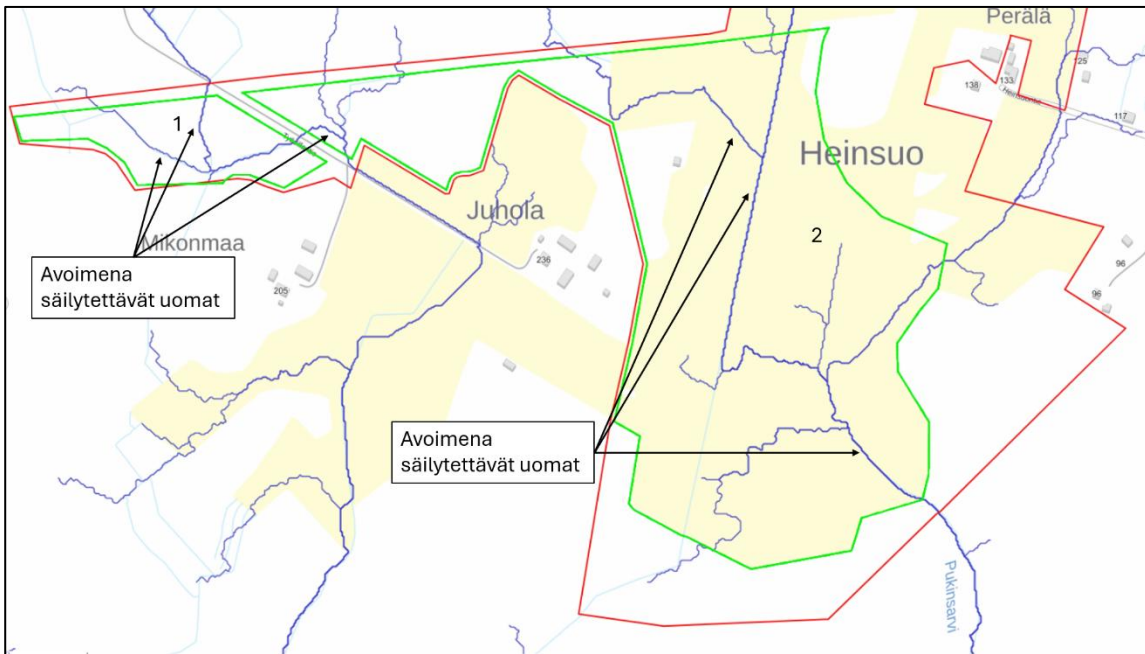 Perälä
125
138
133
117
1
Heinsuo
Juhola
2
Mikonmaa
236
96
Avoimena
säilytettävät uomat
205
96
Avoimena
säilytettävät uomat
Pukinsarvi